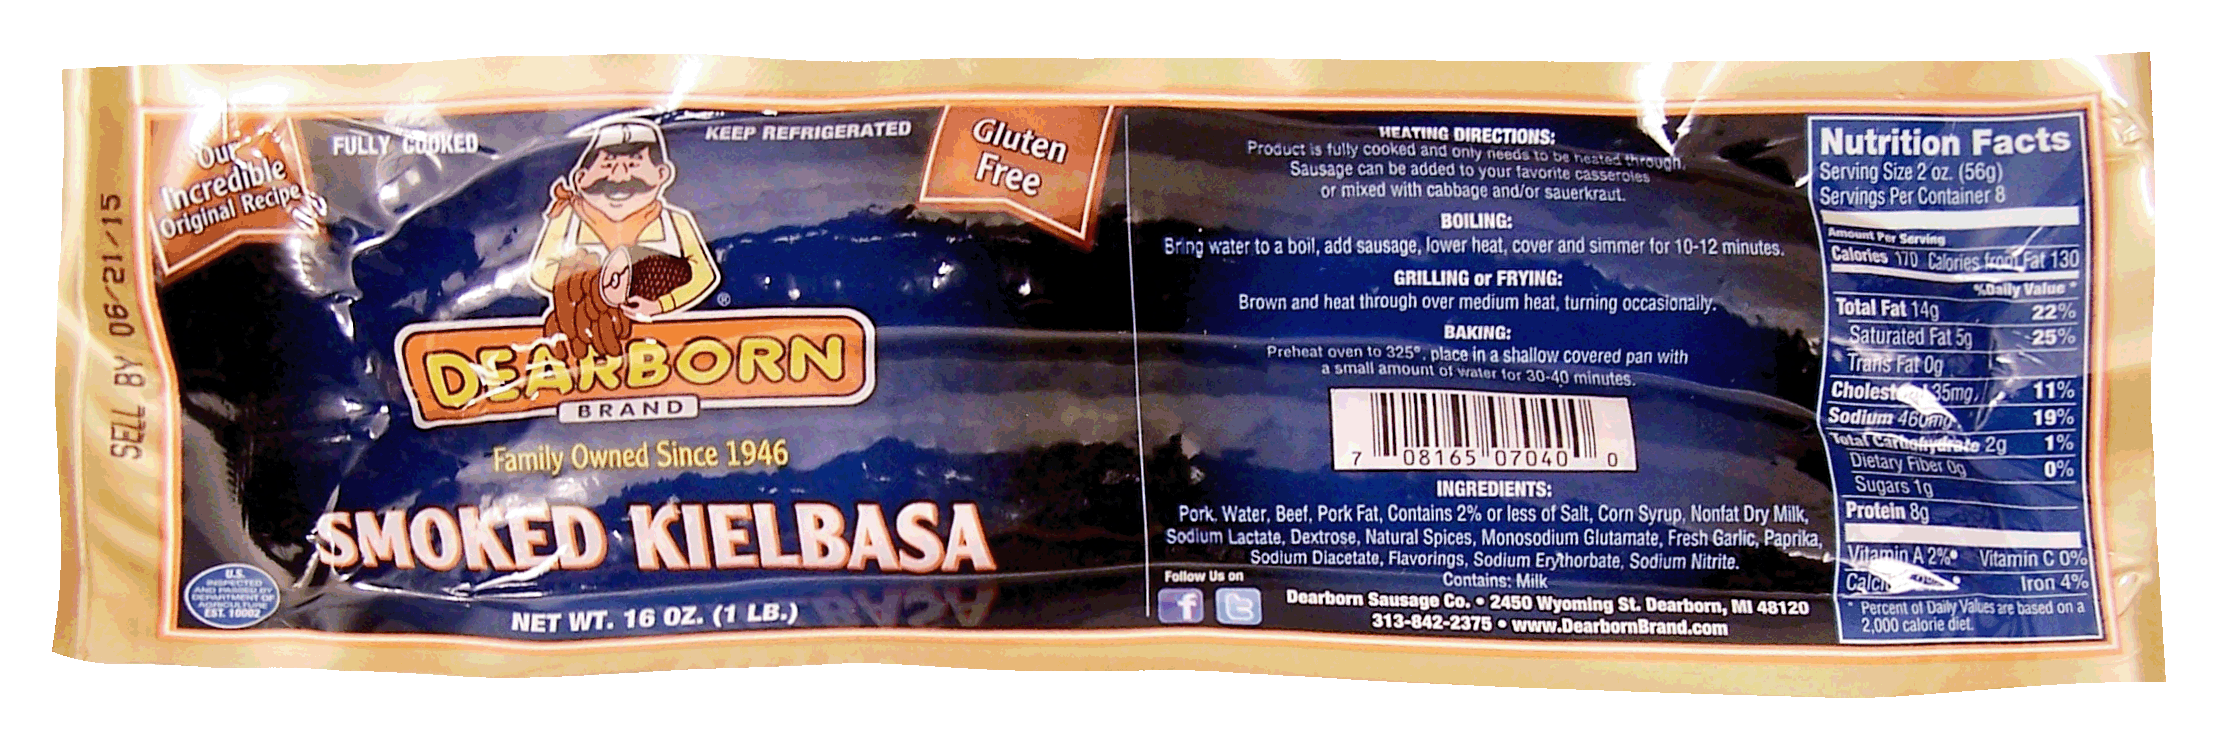 SELL BY 06/21/15
Our
Incredible
Original Recipe
FULLY COOKED
KEEP REFRIGERATED
Gluten
Free
®
DEARBORN
BRAND
Family Owned Since 1946
SMOKED KIELBASA
U.S.
INSPECTED
AND PASSED BY
DEPARTMENT OF
AGRICULTURE
EST. 10002
NET WT. 16 OZ. (1 LB.)
HEATING DIRECTIONS:
Product is fully cooked and only needs to be heated through.
Sausage can be added to your favorite casseroles
or mixed with cabbage and/or sauerkraut.
BOILING:
Bring water to a boil, add sausage, lower heat, cover and simmer for 10-12 minutes.
GRILLING or FRYING:
Brown and heat through over medium heat, turning occasionally.
BAKING:
Preheat oven to 325°, place in a shallow covered pan with
a small amount of water for 30-40 minutes.
7 08165 07040 0
INGREDIENTS:
Pork, Water, Beef, Pork Fat, Contains 2% or less of Salt, Corn Syrup, Nonfat Dry Milk,
Sodium Lactate, Dextrose, Natural Spices, Monosodium Glutamate, Fresh Garlic, Paprika,
Sodium Diacetate, Flavorings, Sodium Erythorbate, Sodium Nitrite.
Contains: Milk
Follow Us on
Dearborn Sausage Co. • 2450 Wyoming St. Dearborn, MI 48120
313-842-2375 • www.DearbornBrand.com
Nutrition Facts
Serving Size 2 oz. (56g)
Servings Per Container 8
Amount Per Serving
Calories 170 Calories from Fat 130
%Daily Value *
Total Fat 14g 22%
Saturated Fat 5g 25%
Trans Fat 0g
Cholesterol 35mg 11%
Sodium 460mg 19%
Total Carbohydrate 2g 1%
Dietary Fiber 0g 0%
Sugars 1g
Protein 8g
Vitamin A 2% • Vitamin C 0%
• Iron 4%
* Percent of Daily Values are based on a
2,000 calorie diet.